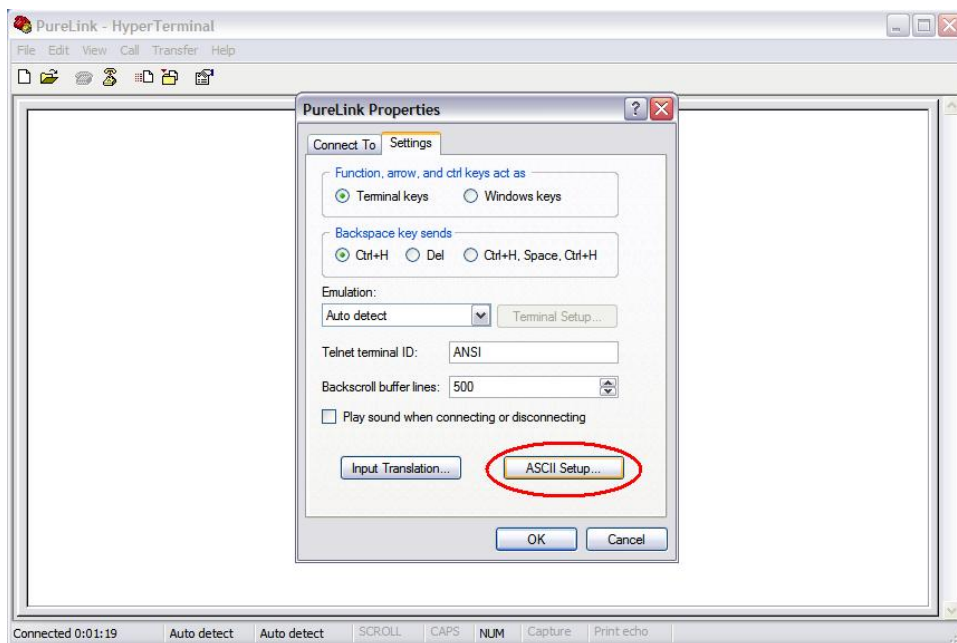 PureLink - HyperTerminal
File Edit View Call Transfer Help
PureLink Properties
Connect To Settings
Function, arrow, and ctrl keys act as
Terminal keys Windows keys
Backspace key sends
Ctrl+H Del Ctrl+H, Space, Ctrl+H
Emulation:
Auto detect Terminal Setup...
Telnet terminal ID: ANSI
Backscroll buffer lines: 500
Play sound when connecting or disconnecting
Input Translation... ASCII Setup...
OK Cancel
Connected 0:01:19 Auto detect Auto detect SCROLL CAPS NUM Capture Print echo